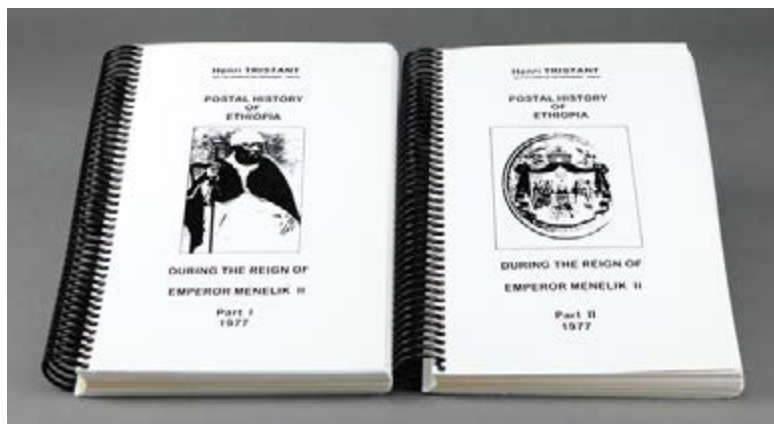 Henri TRISTANT
POSTAL HISTORY
OF
ETHIOPIA
DURING THE REIGN OF
EMPEROR MENELIK II
Part I
1977
Henri TRISTANT
POSTAL HISTORY
OF
ETHIOPIA
DURING THE REIGN OF
EMPEROR MENELIK II
Part II
1977